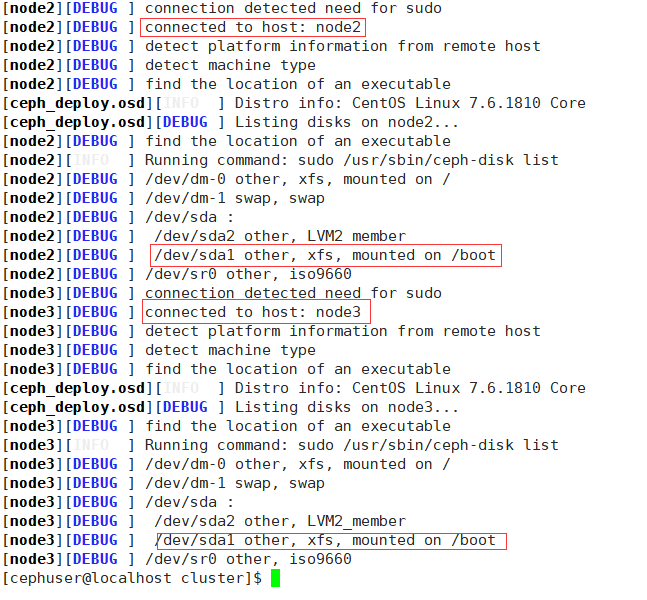 [node2][DEBUG ] connection detected need for sudo
[node2][DEBUG ] connected to host: node2
[node2][DEBUG ] detect platform information from remote host
[node2][DEBUG ] detect machine type
[node2][DEBUG ] find the location of an executable
[ceph_deploy.osd][INFO  ] Distro info: CentOS Linux 7.6.1810 Core
[ceph_deploy.osd][DEBUG ] Listing disks on node2...
[node2][DEBUG ] find the location of an executable
[node2][INFO  ] Running command: sudo /usr/sbin/ceph-disk list
[node2][DEBUG ] /dev/dm-0 other, xfs, mounted on /
[node2][DEBUG ] /dev/dm-1 swap, swap
[node2][DEBUG ] /dev/sda :
[node2][DEBUG ]  /dev/sda2 other, LVM2_member
[node2][DEBUG ]  /dev/sda1 other, xfs, mounted on /boot
[node2][DEBUG ] /dev/sr0 other, iso9660
[node3][DEBUG ] connection detected need for sudo
[node3][DEBUG ] connected to host: node3
[node3][DEBUG ] detect platform information from remote host
[node3][DEBUG ] detect machine type
[node3][DEBUG ] find the location of an executable
[ceph_deploy.osd][INFO  ] Distro info: CentOS Linux 7.6.1810 Core
[ceph_deploy.osd][DEBUG ] Listing disks on node3...
[node3][DEBUG ] find the location of an executable
[node3][INFO  ] Running command: sudo /usr/sbin/ceph-disk list
[node3][DEBUG ] /dev/dm-0 other, xfs, mounted on /
[node3][DEBUG ] /dev/dm-1 swap, swap
[node3][DEBUG ] /dev/sda :
[node3][DEBUG ]  /dev/sda2 other, LVM2_member
[node3][DEBUG ]  /dev/sda1 other, xfs, mounted on /boot
[node3][DEBUG ] /dev/sr0 other, iso9660
[cephuser@localhost cluster]$